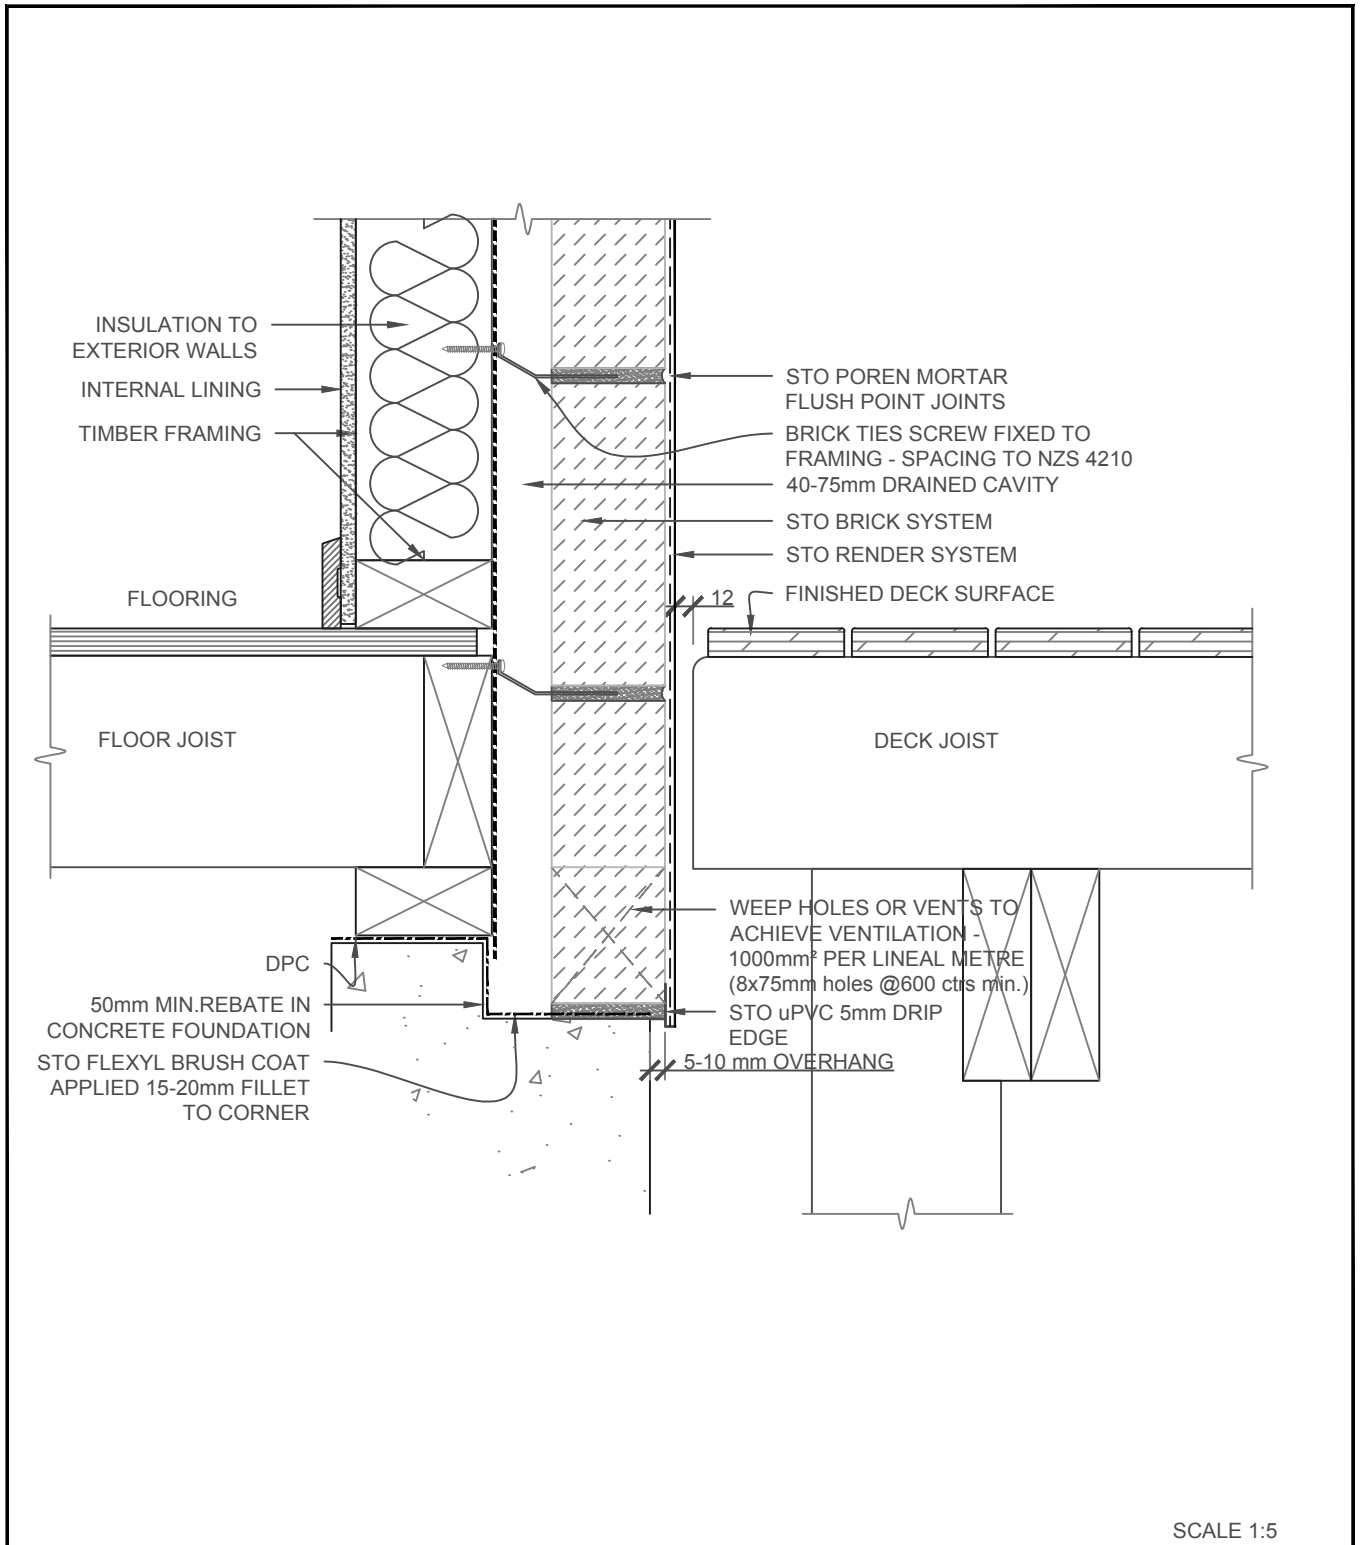 INSULATION TO
EXTERIOR WALLS
INTERNAL LINING
TIMBER FRAMING
FLOORING
FLOOR JOIST
DPC
50mm MIN.REBATE IN
CONCRETE FOUNDATION
STO FLEXYL BRUSH COAT
APPLIED 15-20mm FILLET
TO CORNER
STO POREN MORTAR
FLUSH POINT JOINTS
BRICK TIES SCREW FIXED TO
FRAMING - SPACING TO NZS 4210
40-75mm DRAINED CAVITY
STO BRICK SYSTEM
STO RENDER SYSTEM
12
FINISHED DECK SURFACE
DECK JOIST
WEEP HOLES OR VENTS TO
ACHIEVE VENTILATION -
1000mm² PER LINEAL METRE
(8x75mm holes @600 ctrs min.)
STO uPVC 5mm DRIP
EDGE
5-10 mm OVERHANG
SCALE 1:5